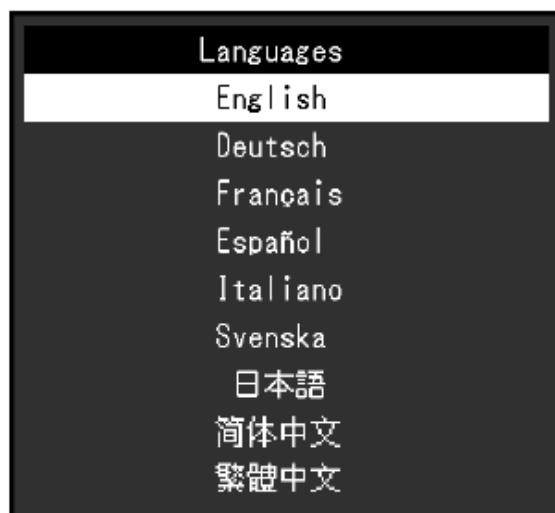 Languages
English
Deutsch
Français
Español
Italiano
Svenska
日本語
简体中文
繁體中文